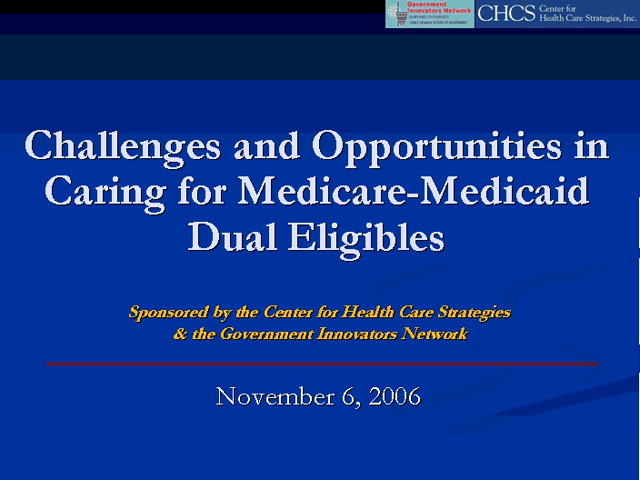 Government
Innovators Network
HARVARD UNIVERSITY
CHCS Center for
Health Care Strategies, Inc.
Challenges and Opportunities in
Caring for Medicare-Medicaid
Dual Eligibles
Sponsored by the Center for Health Care Strategies
& the Government Innovators Network
November 6, 2006